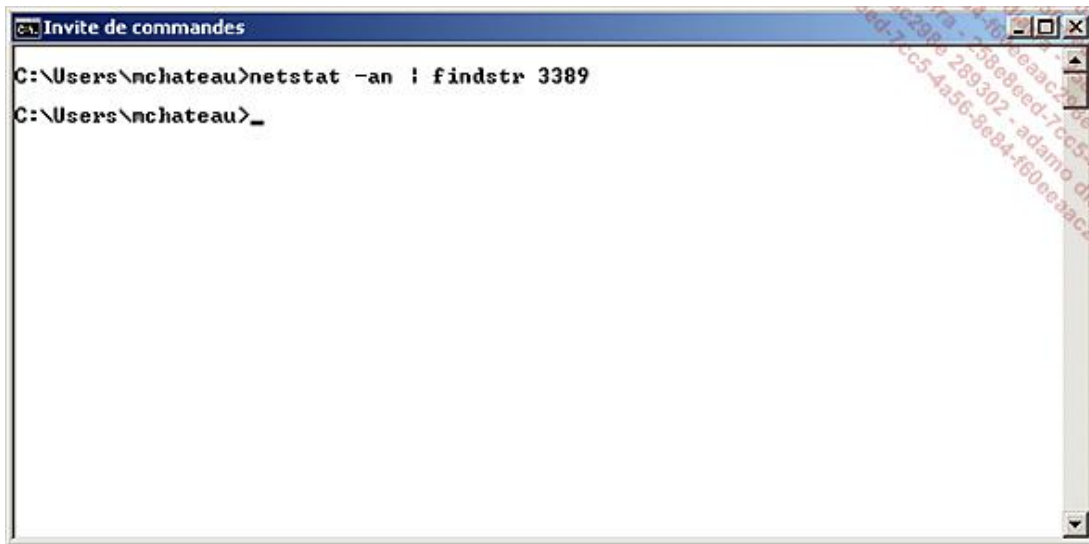 Invite de commandes
C:\Users\mchateau>netstat -an | findstr 3389
C:\Users\mchateau>_